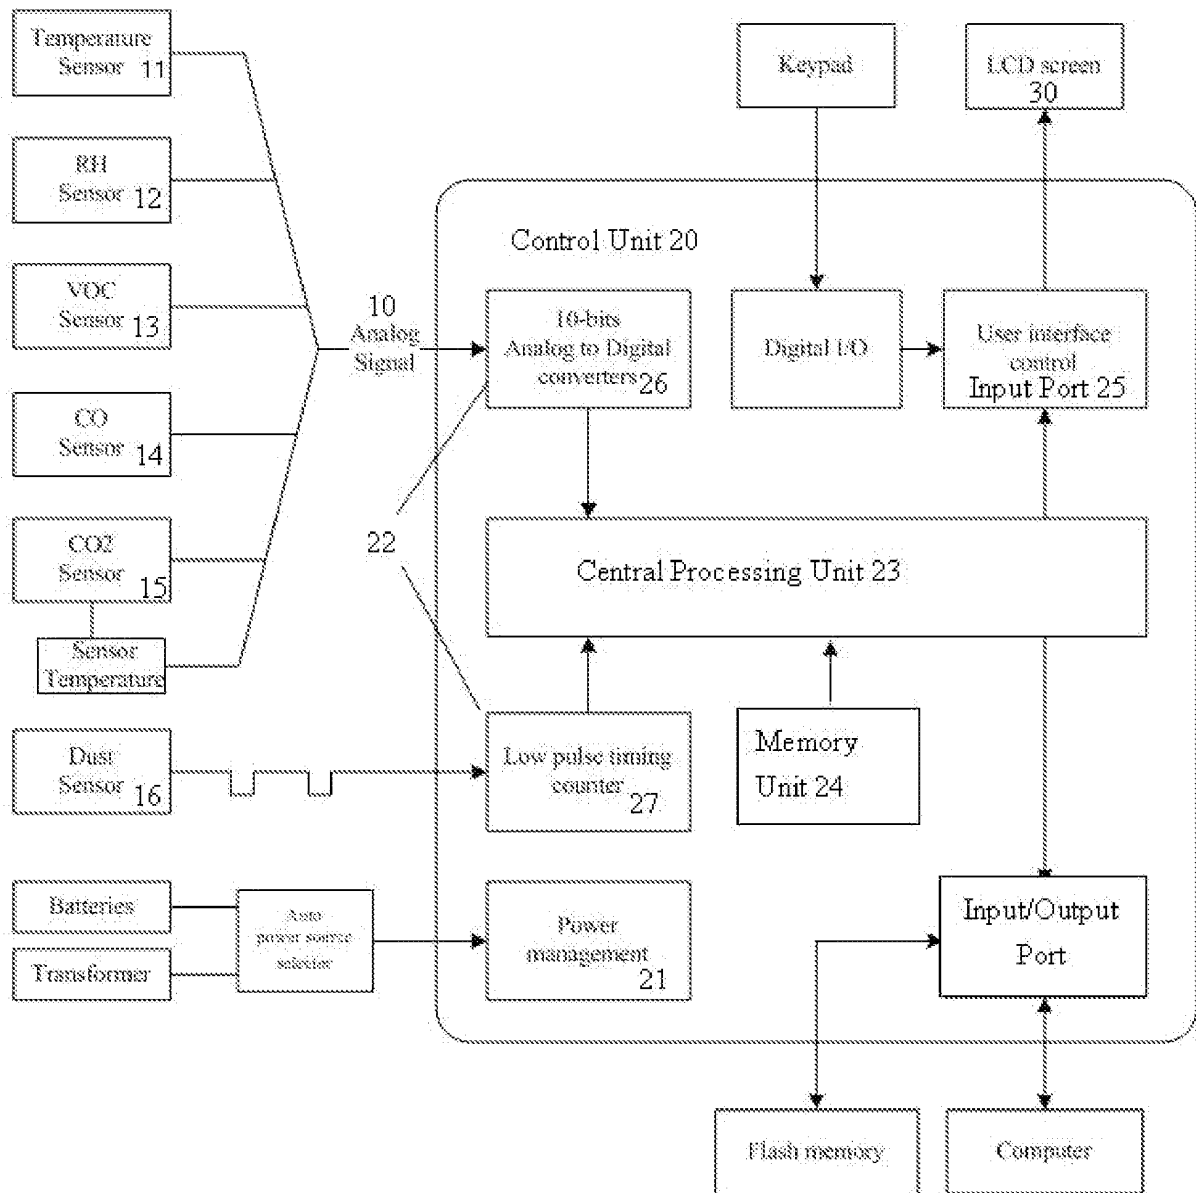 Temperature
Sensor 11
RH
Sensor 12
VOC
Sensor 13
CO
Sensor 14
CO2
Sensor 15
Sensor
Temperature
Dust
Sensor 16
Batteries
Transformer
Auto
power source
selector
10
Analog
Signal
22
Keypad
LCD screen
30
Control Unit 20
10-bits
Analog to Digital
converters 26
Digital I/O
User interface
control
Input Port 25
Central Processing Unit 23
Low pulse timing
counter
27
Memory
Unit 24
Power
management
21
Input/Output
Port
Flash memory
Computer